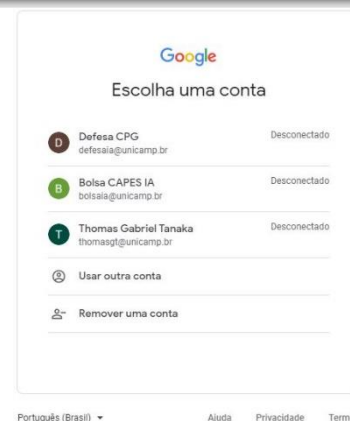 Google
Escolha uma conta
D Defesa CPG Desconectado
defesaia@unicamp.br
B Bolsa CAPES IA Desconectado
bolsaia@unicamp.br
T Thomas Gabriel Tanaka Desconectado
thomasgt@unicamp.br
Usar outra conta
Remover uma conta
Português (Brasil) Ajuda Privacidade Term